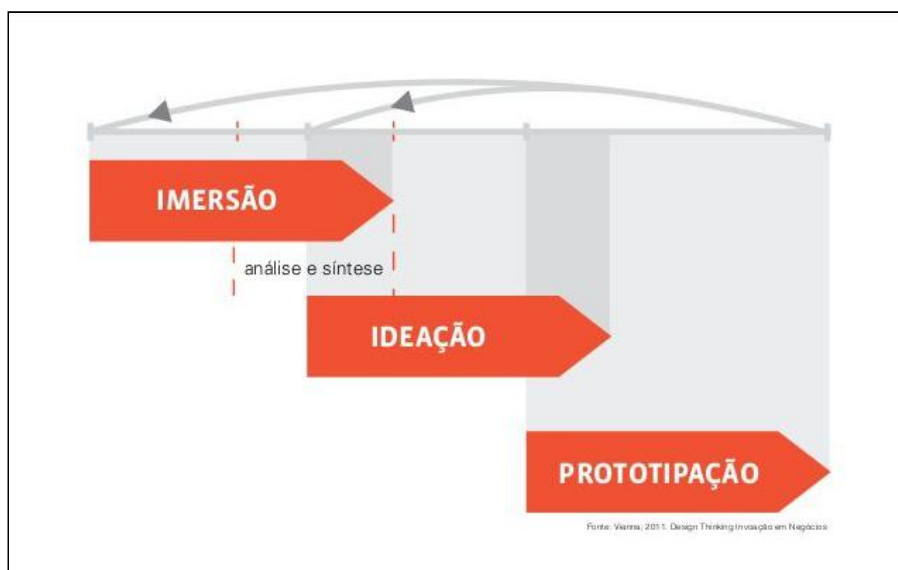 IMERSÃO
análise e síntese
IDEAÇÃO
PROTOTIPAÇÃO
Fonte: Vianna, 2011. Design Thinking Inovação em Negócios